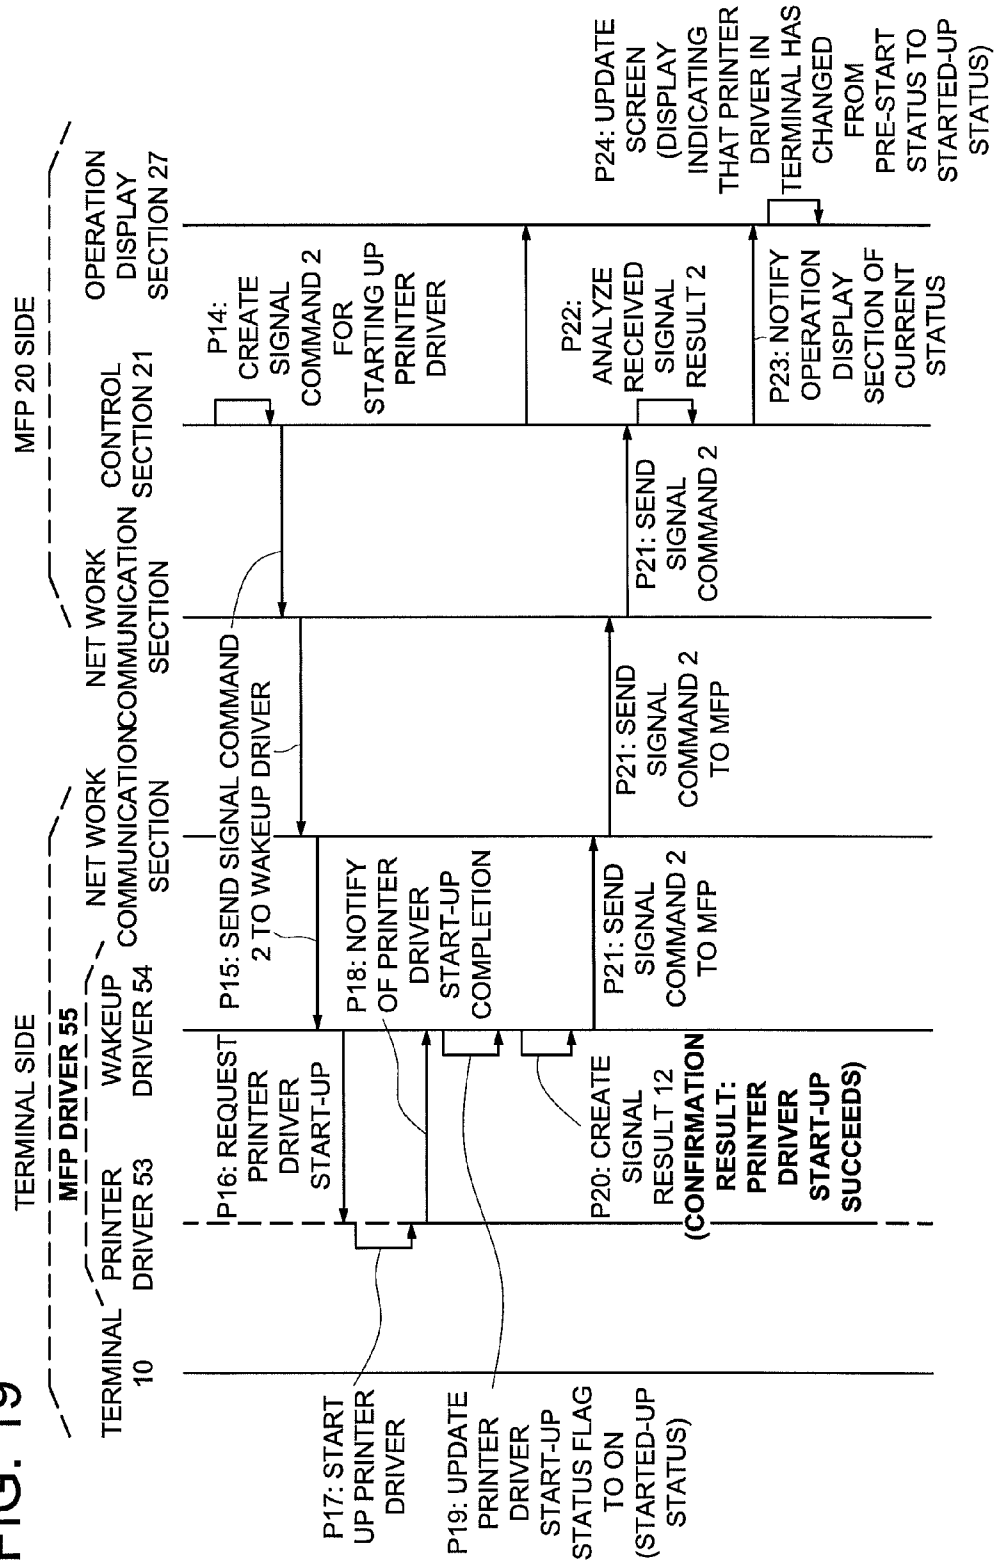 FIG. 19
TERMINAL SIDE
MFP 20 SIDE
MFP DRIVER 55
TERMINAL
10
PRINTER
DRIVER 53
WAKEUP
DRIVER 54
NET WORK
COMMUNICATION
SECTION
NET WORK
COMMUNICATION
SECTION
CONTROL
SECTION 21
OPERATION
DISPLAY
SECTION 27
P14:
CREATE
SIGNAL
COMMAND 2
FOR
STARTING UP
PRINTER
DRIVER
P15: SEND SIGNAL COMMAND
2 TO WAKEUP DRIVER
P16: REQUEST
PRINTER
DRIVER
START-UP
P17: START
UP PRINTER
DRIVER
P18: NOTIFY
OF PRINTER
DRIVER
START-UP
COMPLETION
P19: UPDATE
PRINTER
DRIVER
START-UP
STATUS FLAG
TO ON
(STARTED-UP
STATUS)
P20: CREATE
SIGNAL
RESULT 12
(CONFIRMATION
RESULT:
PRINTER
DRIVER
START-UP
SUCCEEDS)
P21: SEND
SIGNAL
COMMAND 2
TO MFP
P21: SEND
SIGNAL
COMMAND 2
TO MFP
P21: SEND
SIGNAL
COMMAND 2
P22:
ANALYZE
RECEIVED
SIGNAL
RESULT 2
P23: NOTIFY
OPERATION
DISPLAY
SECTION OF
CURRENT
STATUS
P24: UPDATE
SCREEN
(DISPLAY
INDICATING
THAT PRINTER
DRIVER IN
TERMINAL HAS
CHANGED
FROM
PRE-START
STATUS TO
STARTED-UP
STATUS)